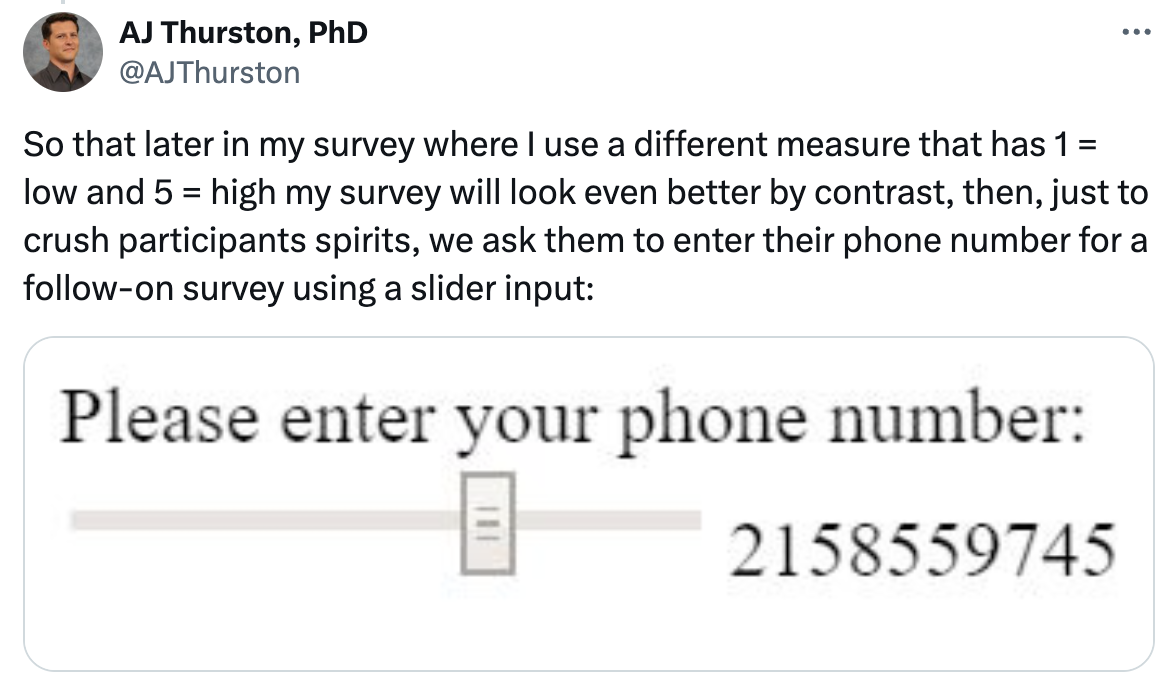 AJ Thurston, PhD
@AJThurston
So that later in my survey where I use a different measure that has 1 =
low and 5 = high my survey will look even better by contrast, then, just to
crush participants spirits, we ask them to enter their phone number for a
follow-on survey using a slider input:
Please enter your phone number:
2158559745